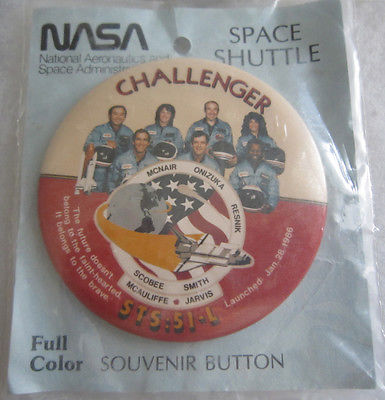 NASA
National Aeronautics and
Space Administr
SPACE
SHUTTLE
CHALLENGER
MCNAIR ONIZUKA RESNIK
SCOBEE SMITH
MCAULIFFE JARVIS
The future doesn't
belong to the faint-hearted.
It belongs to the brave.
Launched: Jan. 28, 1986
STS:51-L
Full
Color
SOUVENIR BUTTON